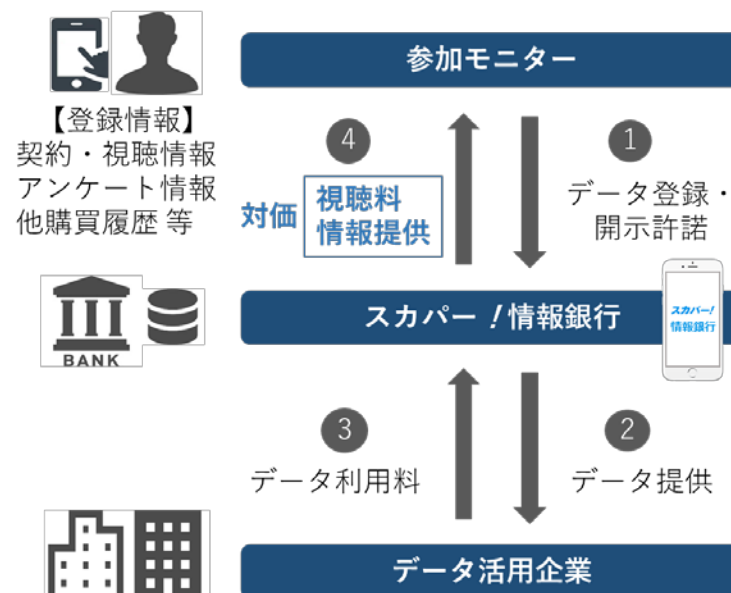 参加モニター
【登録情報】
契約・視聴情報
アンケート情報
他購買履歴 等
4
対価
視聴料
情報提供
1
データ登録・
開示許諾
BANK
スカパー！情報銀行
スカパー!
情報銀行
3
データ利用料
2
データ提供
データ活用企業